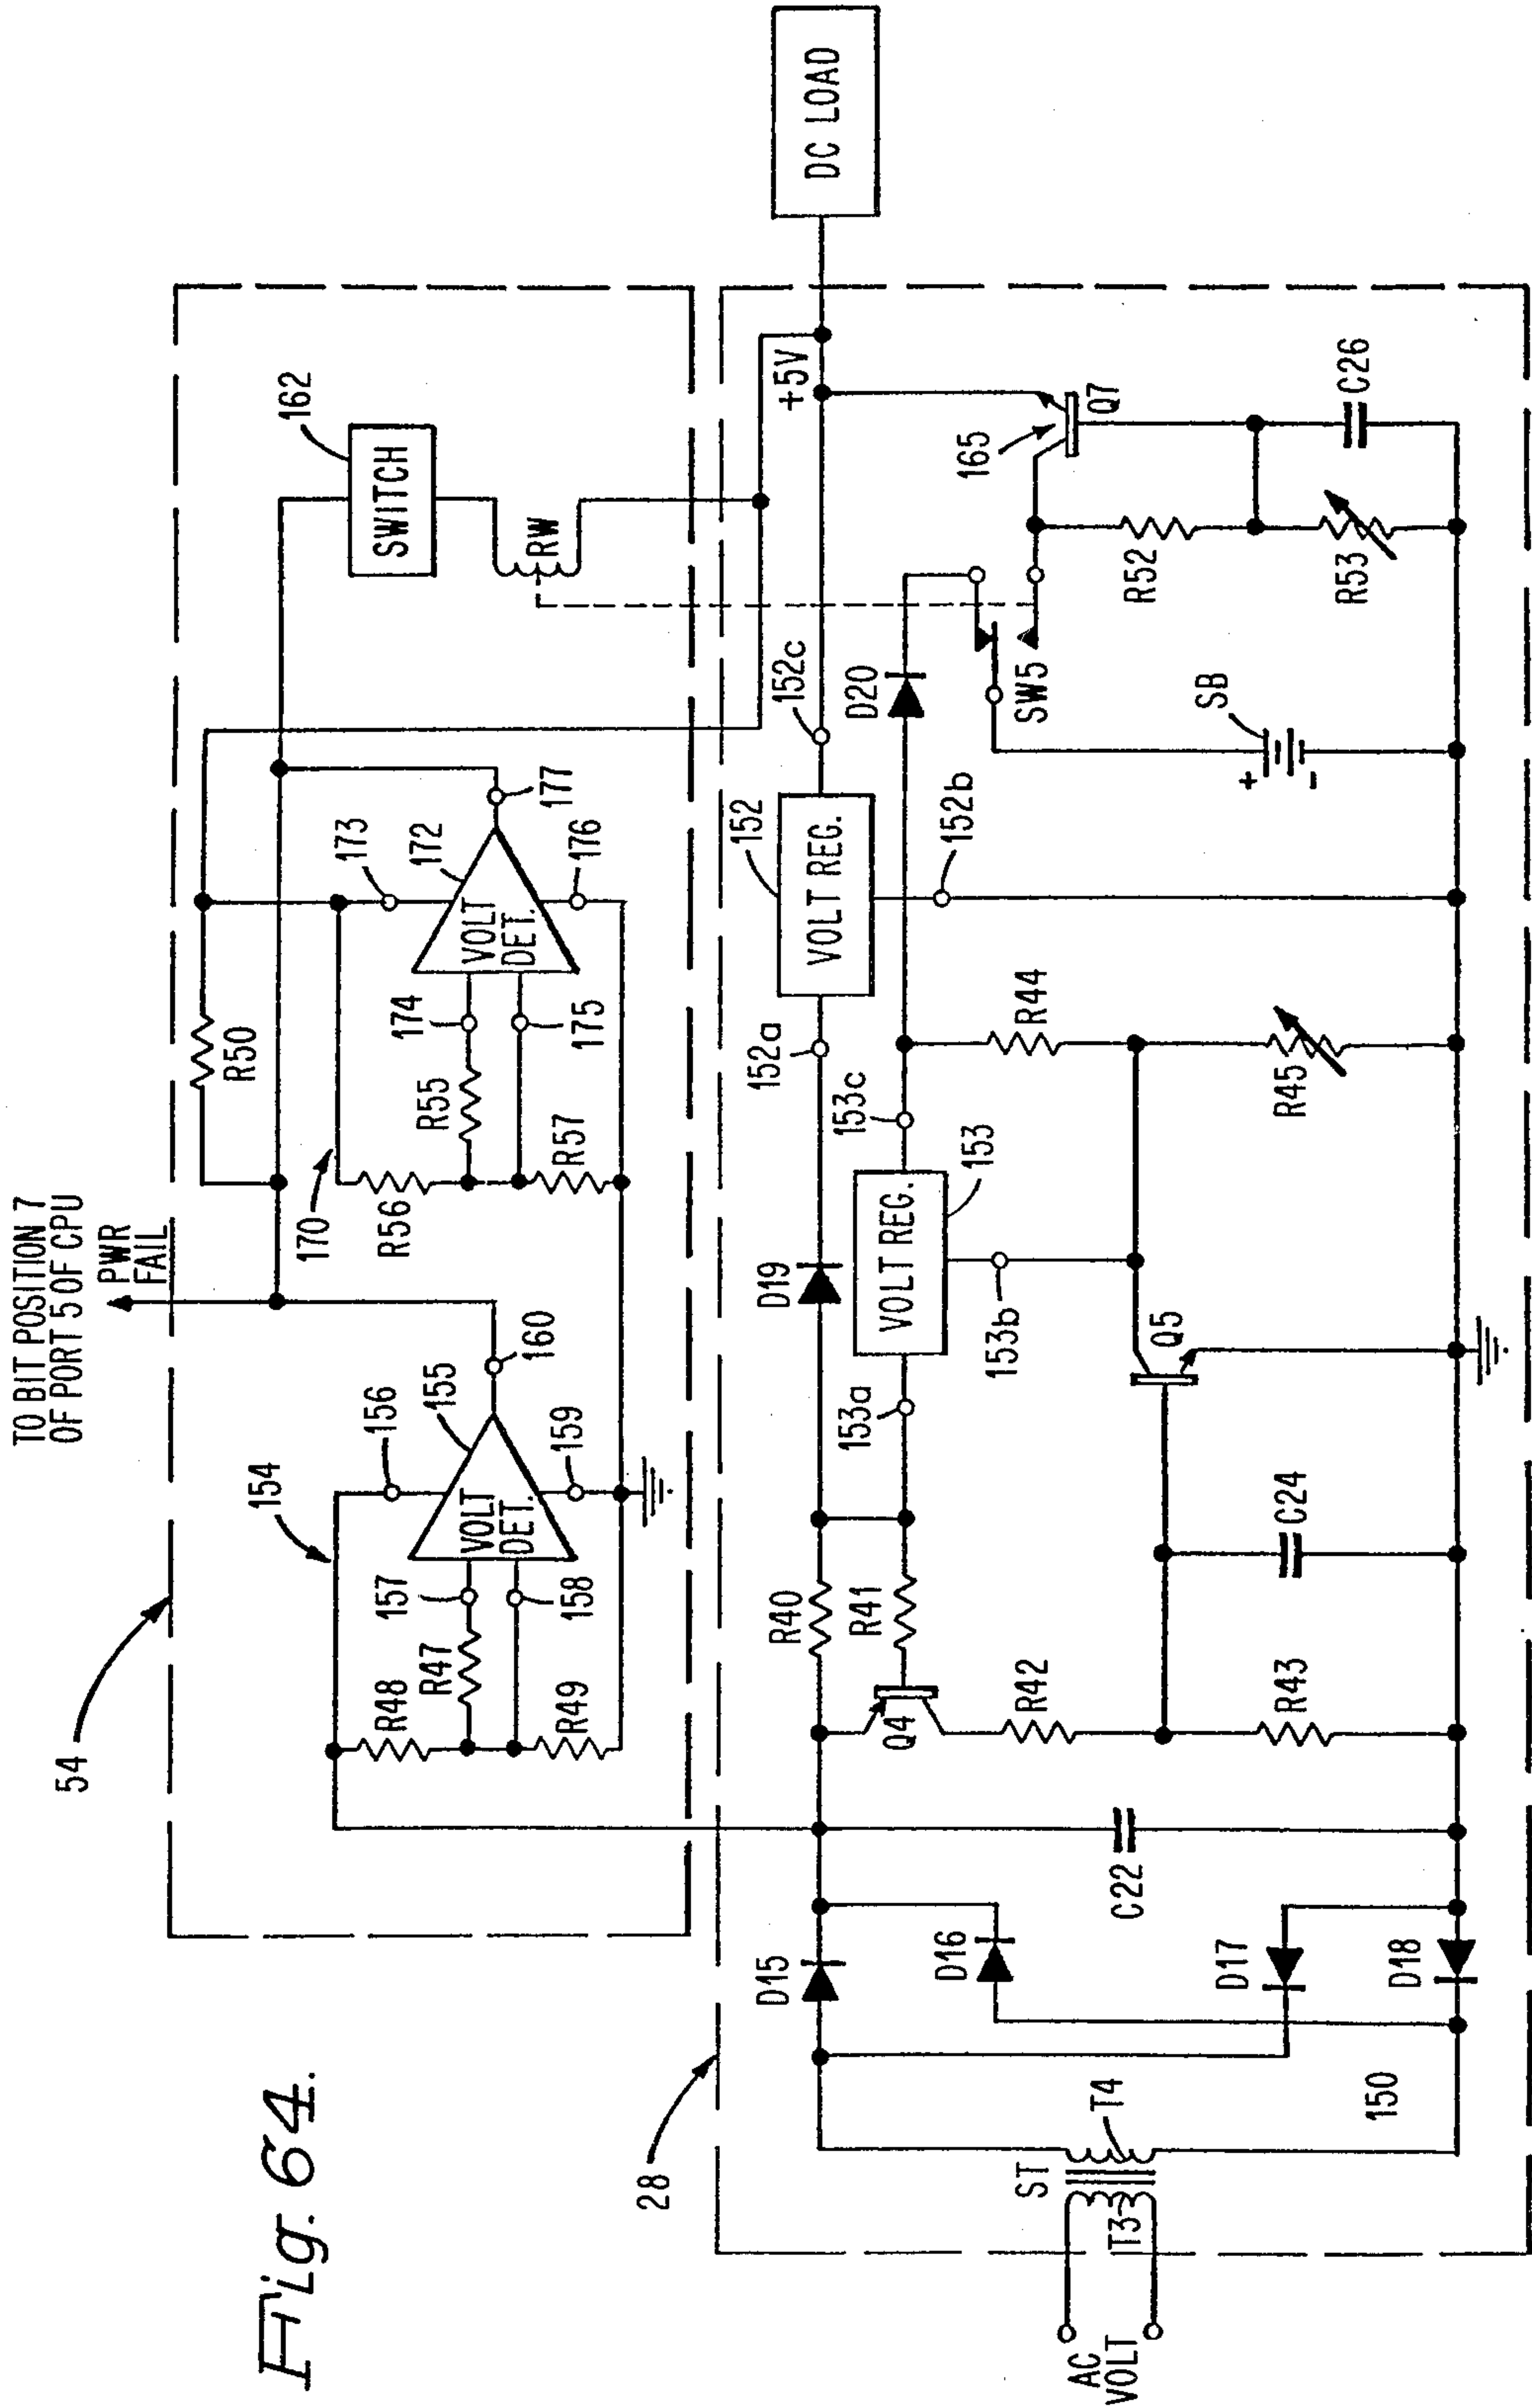 Fig. 64.
TO BIT POSITION 7
OF PORT 5 OF CPU
PWR
FAIL
54
154
156
155
160
R48
R47
157
158
VOLT
DET.
159
R49
170
R50
R56
R55
174
175
R57
173
172
VOLT
DET.
176
177
162
SWITCH
RW
28
AC
VOLT
T3
ST
T4
150
D15
D16
D17
D18
C22
R40
R41
Q4
R42
R43
C24
Q5
D19
153a
VOLT REG.
153
153b
153c
152a
R44
R45
VOLT REG.
152
152b
152c
D20
SB
+
-
SW5
+5V
R52
R53
165
Q7
C26
DC LOAD